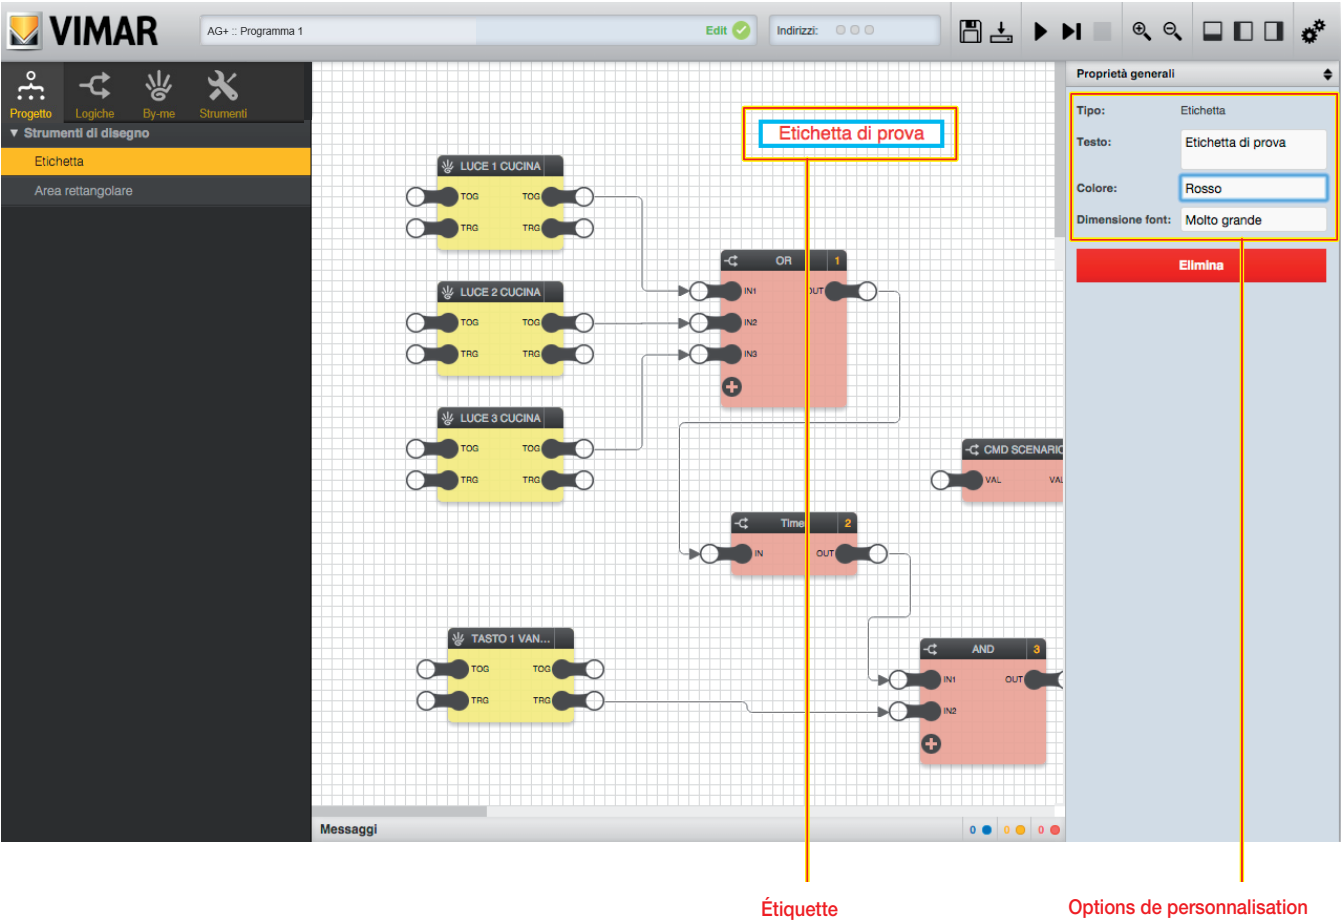 VIMAR
AG+ :: Programma 1
Edit
Indirizzi:
Progetto
Logiche
By-me
Strumenti
▼ Strumenti di disegno
Etichetta
Area rettangolare
Etichetta di prova
LUCE 1 CUCINA
TOG TOG
TRG TRG
LUCE 2 CUCINA
TOG TOG
TRG TRG
LUCE 3 CUCINA
TOG TOG
TRG TRG
OR 1
IN1 OUT
IN2
IN3
CMD SCENARIO
VAL VAL
Time 2
IN OUT
TASTO 1 VAN...
TOG TOG
TRG TRG
AND 3
IN1 OUT
IN2
Messaggi
0 0 0
Proprietà generali
Tipo: Etichetta
Testo: Etichetta di prova
Colore: Rosso
Dimensione font: Molto grande
Elimina
Étiquette
Options de personnalisation